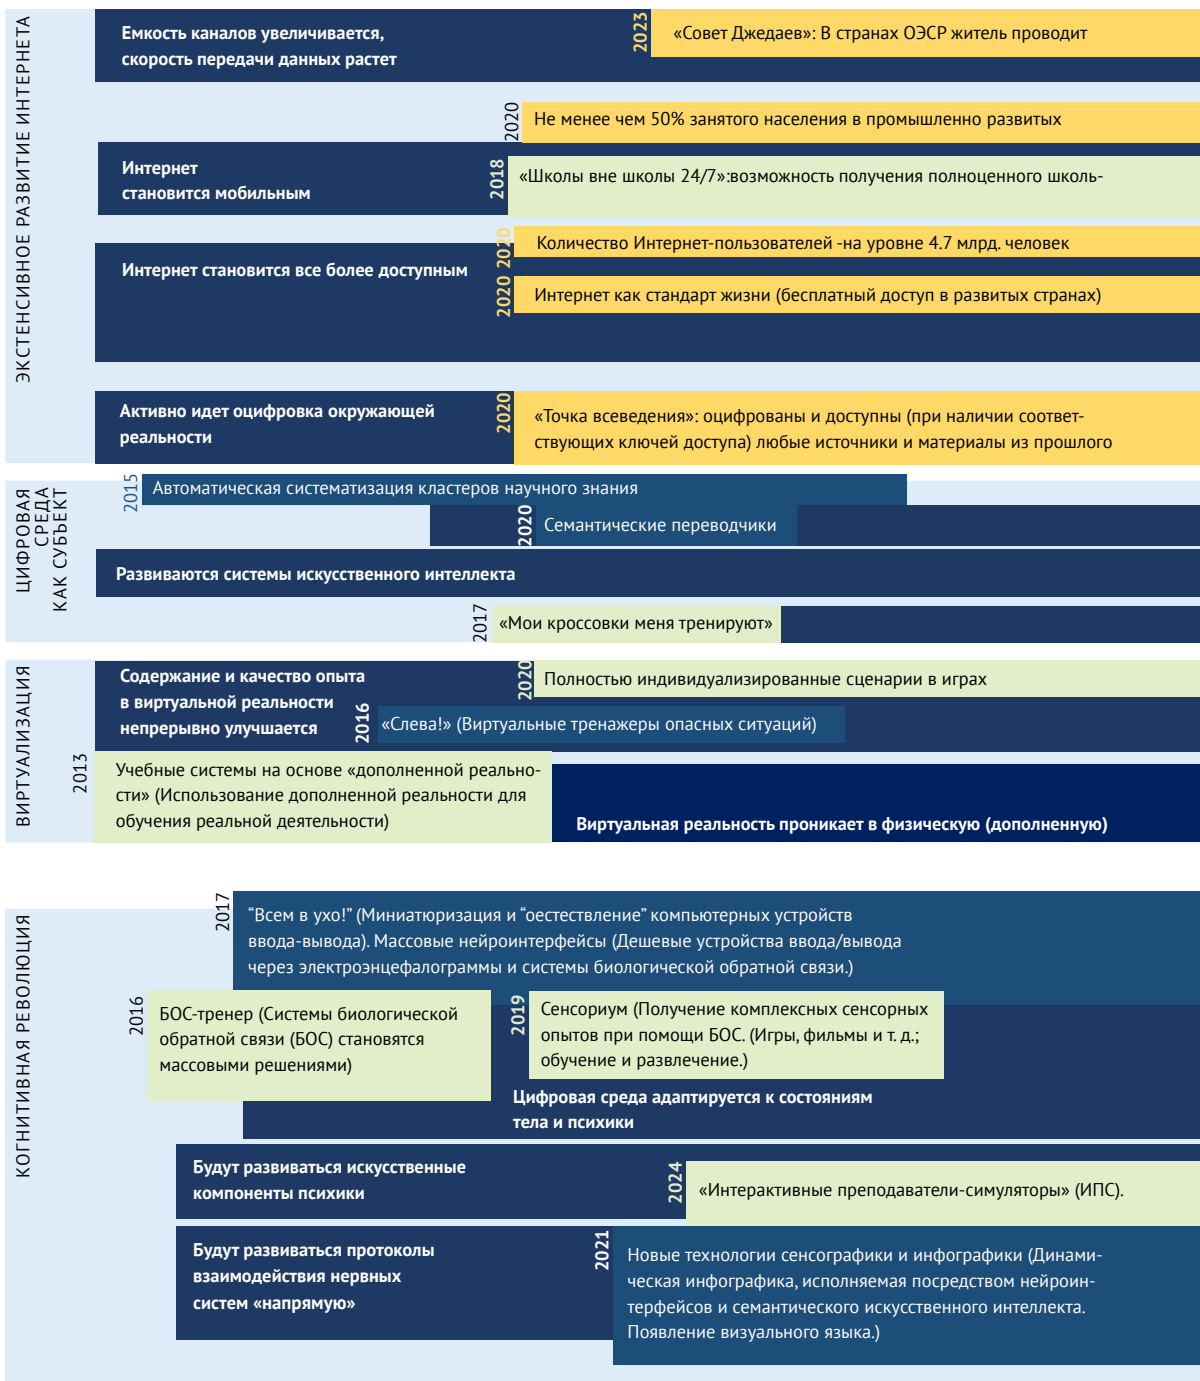 ЭКСТЕНСИВНОЕ РАЗВИТИЕ ИНТЕРНЕТА
Емкость каналов увеличивается,
скорость передачи данных растет
2023
«Совет Джедаев»: В странах ОЭСР житель проводит
2020
Не менее чем 50% занятого населения в промышленно развитых
Интернет
становится мобильным
2018
«Школы вне школы 24/7»:возможность получения полноценного школь-
Интернет становится все более доступным
2020
Количество Интернет-пользователей -на уровне 4.7 млрд. человек
2020
Интернет как стандарт жизни (бесплатный доступ в развитых странах)
Активно идет оцифровка окружающей
реальности
2020
«Точка всеведения»: оцифрованы и доступны (при наличии соответ-
ствующих ключей доступа) любые источники и материалы из прошлого
ЦИФРОВАЯ
СРЕДА
КАК СУБЪЕКТ
2015
Автоматическая систематизация кластеров научного знания
2020
Семантические переводчики
Развиваются системы искусственного интеллекта
2017
«Мои кроссовки меня тренируют»
ВИРТУАЛИЗАЦИЯ
Содержание и качество опыта
в виртуальной реальности
непрерывно улучшается
2020
Полностью индивидуализированные сценарии в играх
2016
«Слева!» (Виртуальные тренажеры опасных ситуаций)
2013
Учебные системы на основе «дополненной реально-
сти» (Использование дополненной реальности для
обучения реальной деятельности)
Виртуальная реальность проникает в физическую (дополненную)
КОГНИТИВНАЯ РЕВОЛЮЦИЯ
2017
“Всем в ухо!” (Миниатюризация и “оестествление” компьютерных устройств
ввода-вывода). Массовые нейроинтерфейсы (Дешевые устройства ввода/вывода
через электроэнцефалограммы и системы биологической обратной связи.)
2016
БОС-тренер (Системы биологической
обратной связи (БОС) становятся
массовыми решениями)
2019
Сенсориум (Получение комплексных сенсорных
опытов при помощи БОС. (Игры, фильмы и т. д.;
обучение и развлечение.)
Цифровая среда адаптируется к состояниям
тела и психики
Будут развиваться искусственные
компоненты психики
2024
«Интерактивные преподаватели-симуляторы» (ИПС).
Будут развиваться протоколы
взаимодействия нервных
систем «напрямую»
2021
Новые технологии сенсографики и инфографики (Динами-
ческая инфографика, исполняемая посредством нейроин-
терфейсов и семантического искусственного интеллекта.
Появление визуального языка.)